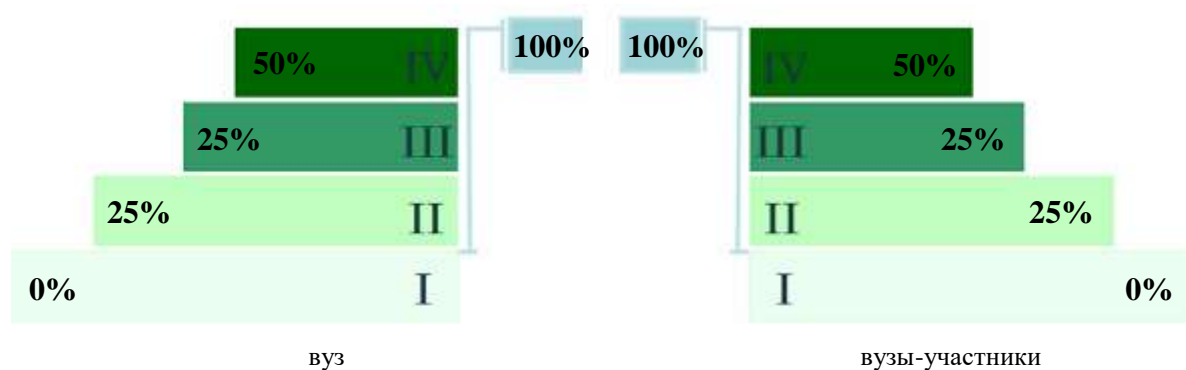 100% 100%
50% IV IV 50%
25% III III 25%
25% II II 25%
0% I I 0%
вуз вузы-участники